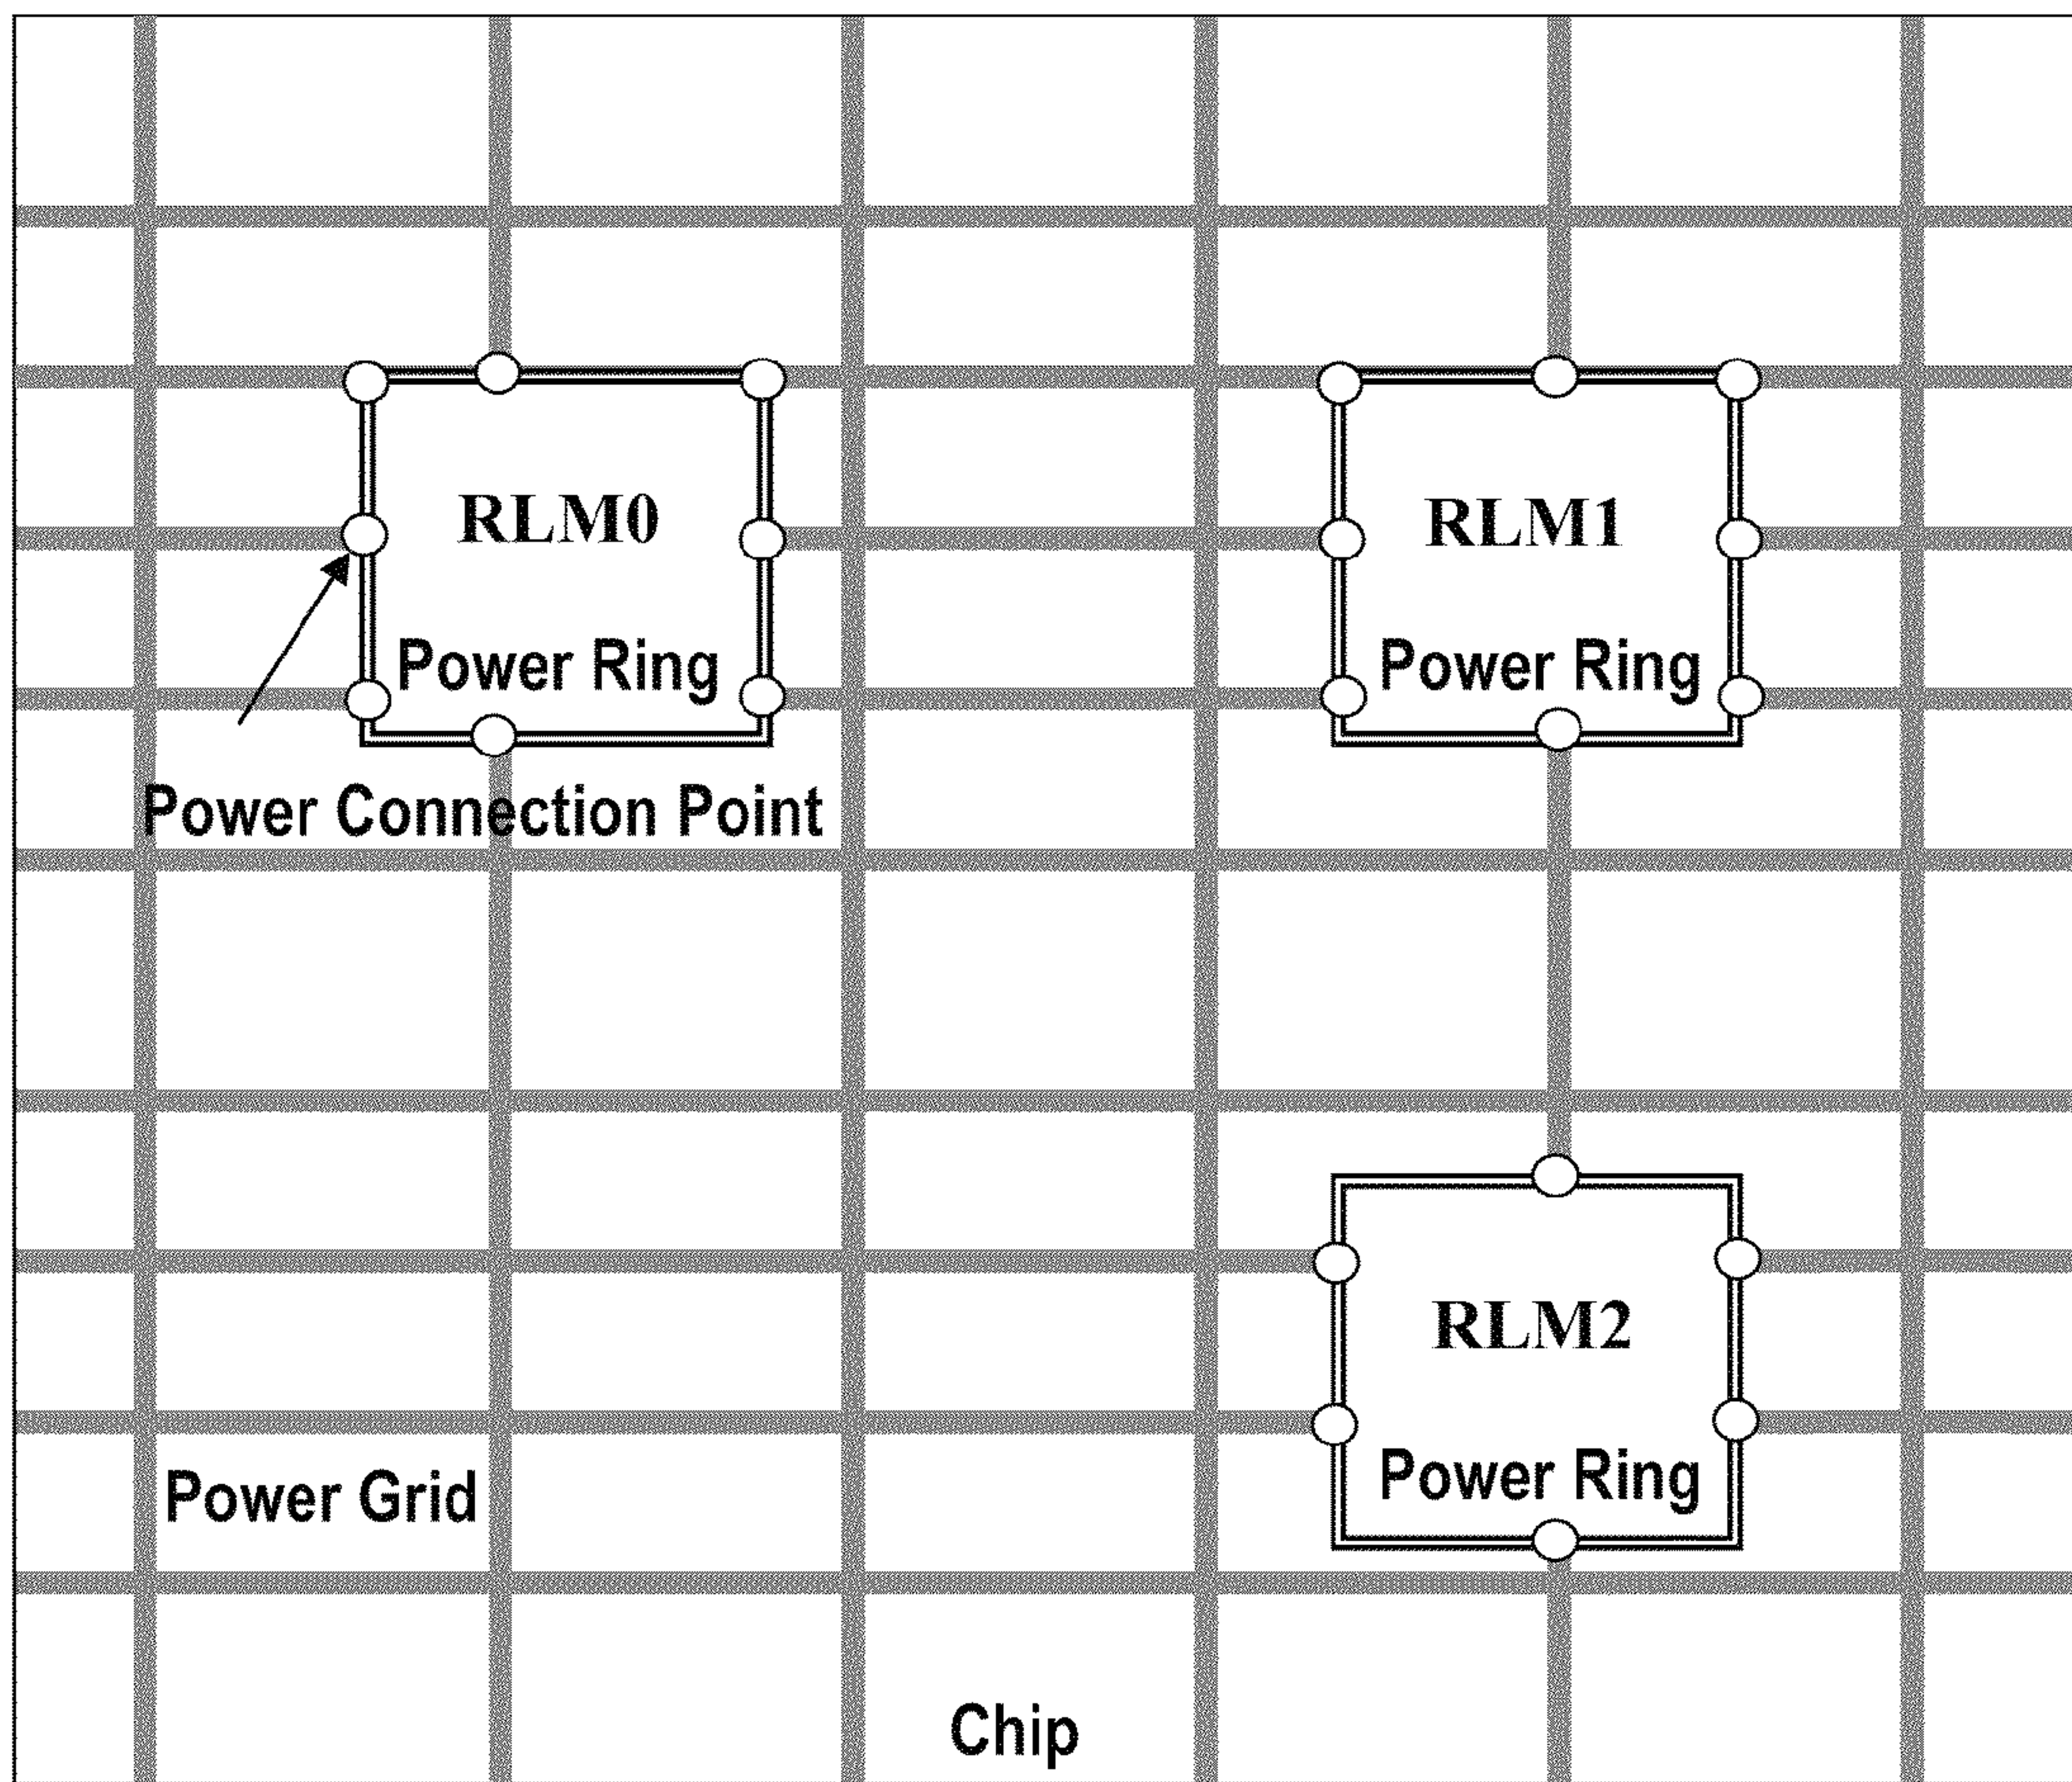 RLM0
RLM1
Power Ring
Power Ring
Power Connection Point
RLM2
Power Ring
Power Grid
Chip